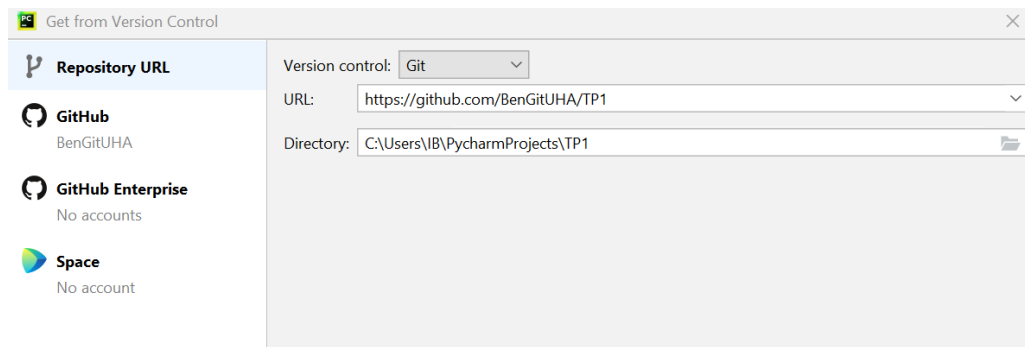 PC
Get from Version Control
Repository URL
GitHub
BenGitUHA
GitHub Enterprise
No accounts
Space
No account
Version control: Git
URL: https://github.com/BenGitUHA/TP1
Directory: C:\Users\IB\PycharmProjects\TP1